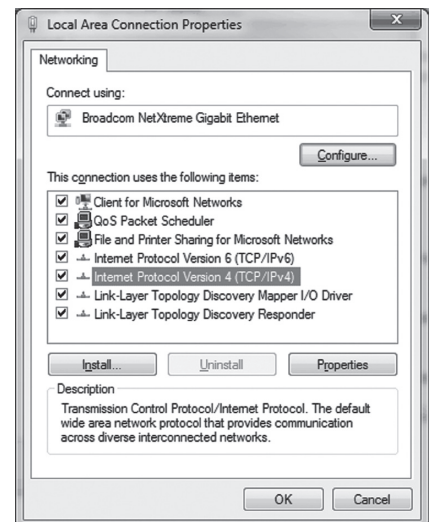 Local Area Connection Properties
Networking
Connect using:
Broadcom NetXtreme Gigabit Ethernet
Configure...
This connection uses the following items:
Client for Microsoft Networks
QoS Packet Scheduler
File and Printer Sharing for Microsoft Networks
Internet Protocol Version 6 (TCP/IPv6)
Internet Protocol Version 4 (TCP/IPv4)
Link-Layer Topology Discovery Mapper I/O Driver
Link-Layer Topology Discovery Responder
Install... Uninstall Properties
Description
Transmission Control Protocol/Internet Protocol. The default
wide area network protocol that provides communication
across diverse interconnected networks.
OK Cancel